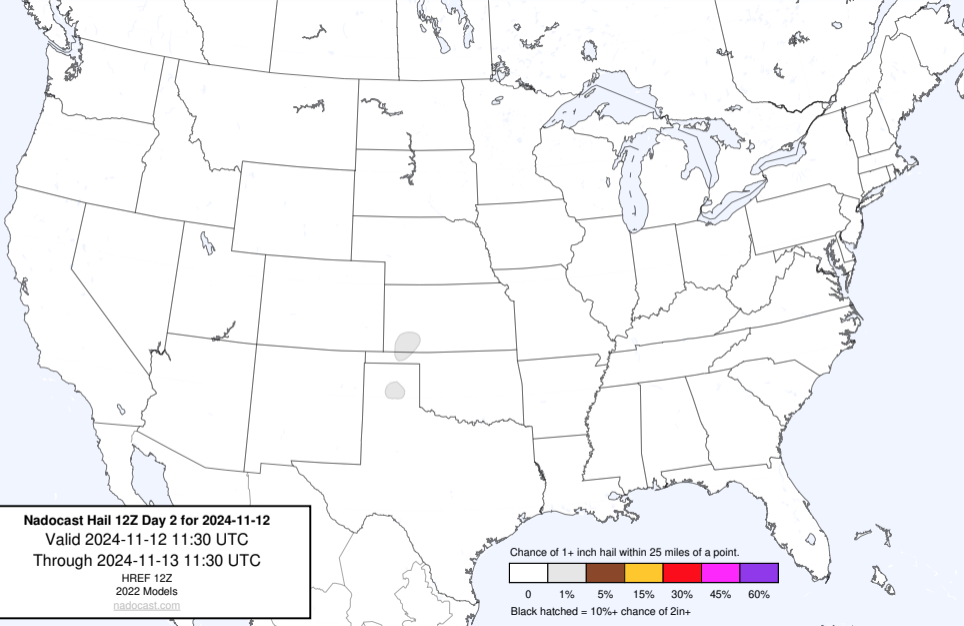 Nadocast Hail 12Z Day 2 for 2024-11-12
Valid 2024-11-12 11:30 UTC
Through 2024-11-13 11:30 UTC
HREF 12Z
2022 Models
nadocast.com
Chance of 1+ inch hail within 25 miles of a point.
0 1% 5% 15% 30% 45% 60%
Black hatched = 10%+ chance of 2in+